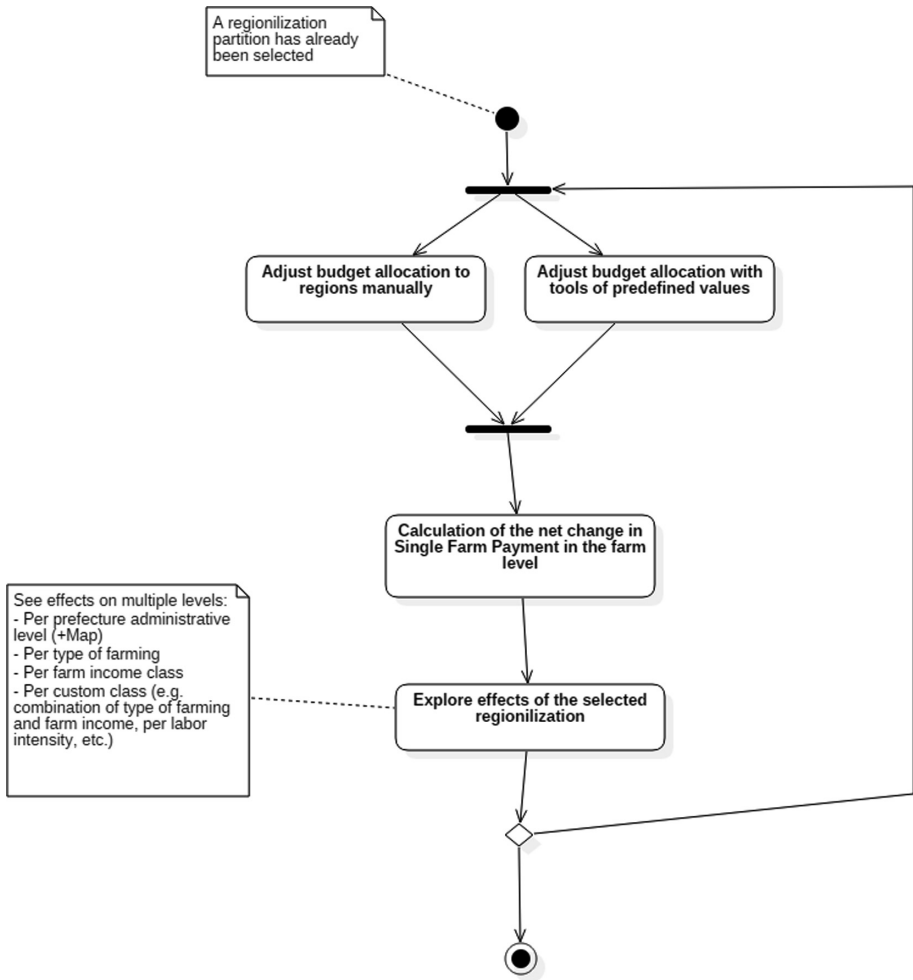 A regionilization
partition has already
been selected
Adjust budget allocation to
regions manually
Adjust budget allocation with
tools of predefined values
Calculation of the net change in
Single Farm Payment in the farm
level
See effects on multiple levels:
- Per prefecture administrative
level (+Map)
- Per type of farming
- Per farm income class
- Per custom class (e.g.
combination of type of farming
and farm income, per labor
intensity, etc.)
Explore effects of the selected
regionilization